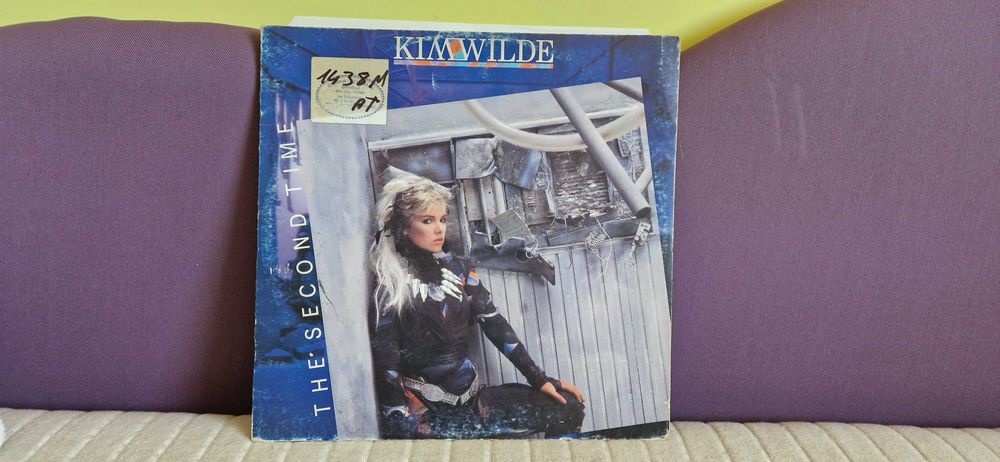 KIM WILDE
1438M
AT
THE SECOND TIME